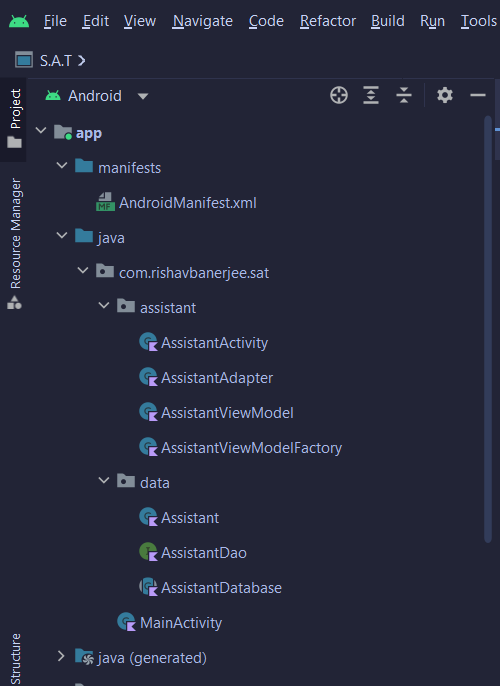 File Edit View Navigate Code Refactor Build Run Tools
S.A.T
Android
Project
Resource Manager
Structure
app
manifests
MF AndroidManifest.xml
java
com.rishavbanerjee.sat
assistant
AssistantActivity
AssistantAdapter
AssistantViewModel
AssistantViewModelFactory
data
Assistant
AssistantDao
AssistantDatabase
MainActivity
java (generated)